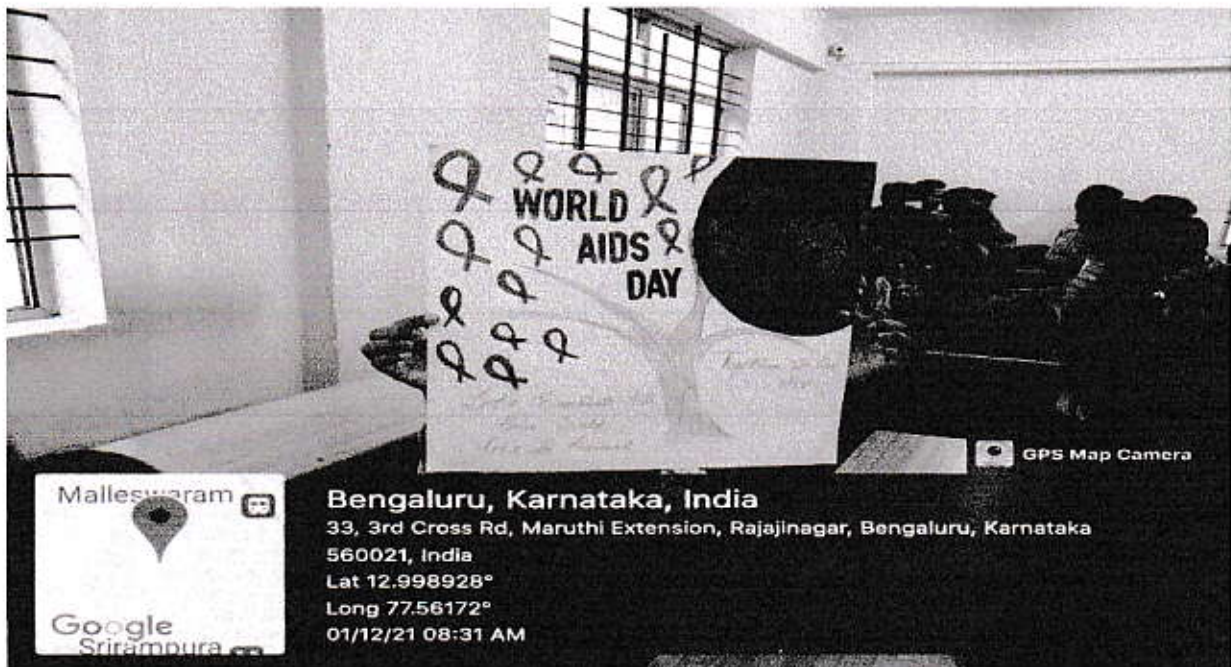 WORLD
AIDS
DAY
GPS Map Camera
Malleswaram
Google
Srirampura
Bengaluru, Karnataka, India
33, 3rd Cross Rd, Maruthi Extension, Rajajinagar, Bengaluru, Karnataka
560021, India
Lat 12.998928°
Long 77.56172°
01/12/21 08:31 AM